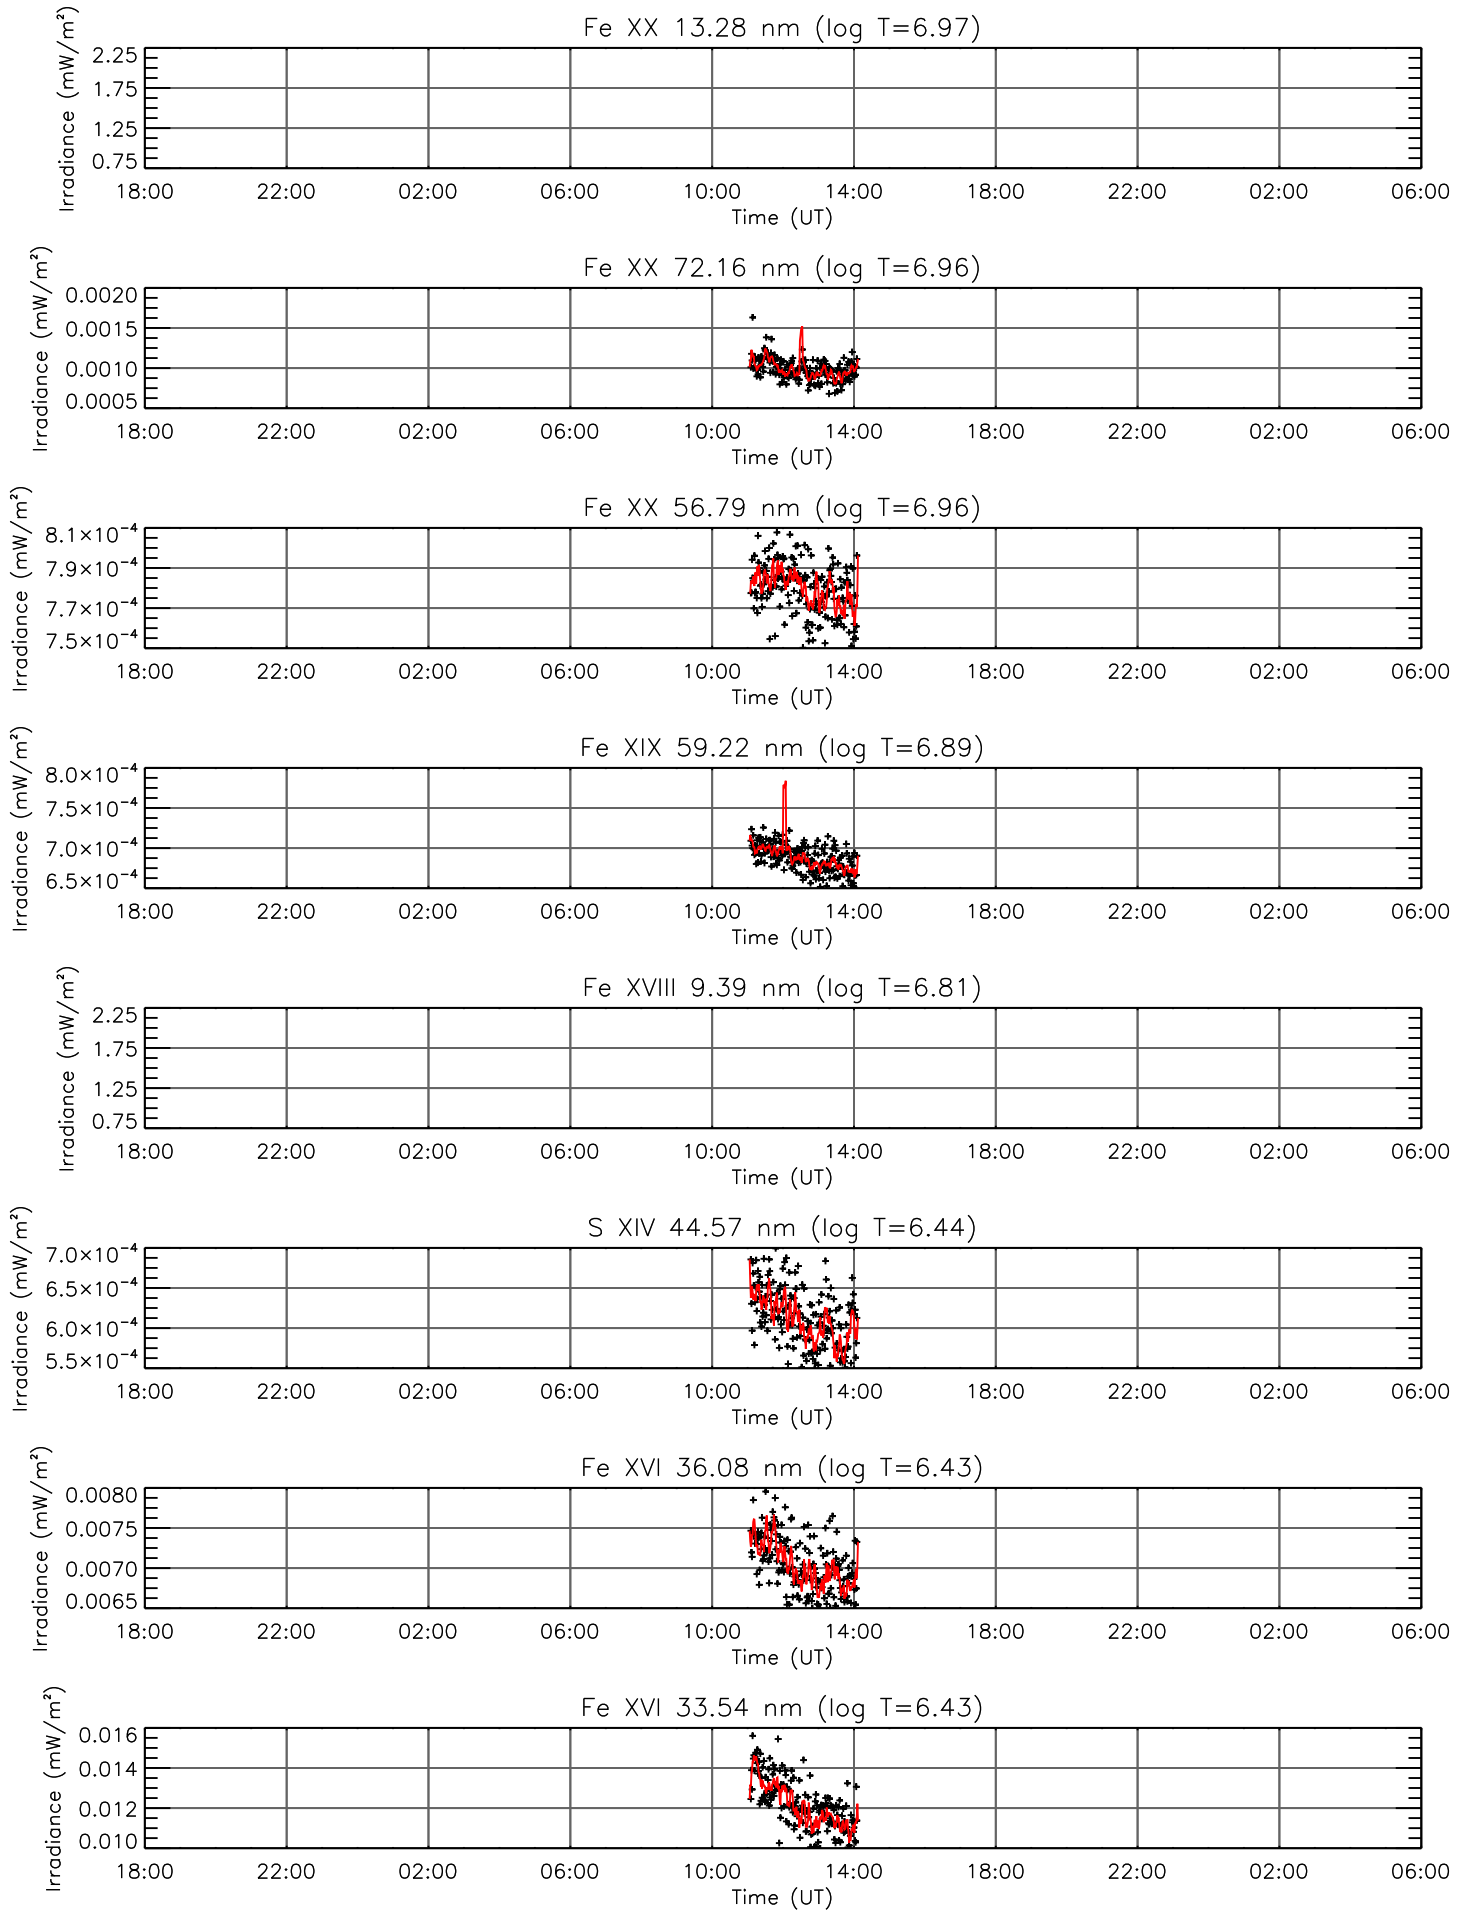 Fe XX 13.28 nm (log T=6.97)
Irradiance (mW/m²)
2.25
1.75
1.25
0.75
18:00 22:00 02:00 06:00 10:00 14:00 18:00 22:00 02:00 06:00
Time (UT)
Fe XX 72.16 nm (log T=6.96)
Irradiance (mW/m²)
0.0020
0.0015
0.0010
0.0005
18:00 22:00 02:00 06:00 10:00 14:00 18:00 22:00 02:00 06:00
Time (UT)
Fe XX 56.79 nm (log T=6.96)
Irradiance (mW/m²)
8.1×10⁻⁴
7.9×10⁻⁴
7.7×10⁻⁴
7.5×10⁻⁴
18:00 22:00 02:00 06:00 10:00 14:00 18:00 22:00 02:00 06:00
Time (UT)
Fe XIX 59.22 nm (log T=6.89)
Irradiance (mW/m²)
8.0×10⁻⁴
7.5×10⁻⁴
7.0×10⁻⁴
6.5×10⁻⁴
18:00 22:00 02:00 06:00 10:00 14:00 18:00 22:00 02:00 06:00
Time (UT)
Fe XVIII 9.39 nm (log T=6.81)
Irradiance (mW/m²)
2.25
1.75
1.25
0.75
18:00 22:00 02:00 06:00 10:00 14:00 18:00 22:00 02:00 06:00
Time (UT)
S XIV 44.57 nm (log T=6.44)
Irradiance (mW/m²)
7.0×10⁻⁴
6.5×10⁻⁴
6.0×10⁻⁴
5.5×10⁻⁴
18:00 22:00 02:00 06:00 10:00 14:00 18:00 22:00 02:00 06:00
Time (UT)
Fe XVI 36.08 nm (log T=6.43)
Irradiance (mW/m²)
0.0080
0.0075
0.0070
0.0065
18:00 22:00 02:00 06:00 10:00 14:00 18:00 22:00 02:00 06:00
Time (UT)
Fe XVI 33.54 nm (log T=6.43)
Irradiance (mW/m²)
0.016
0.014
0.012
0.010
18:00 22:00 02:00 06:00 10:00 14:00 18:00 22:00 02:00 06:00
Time (UT)